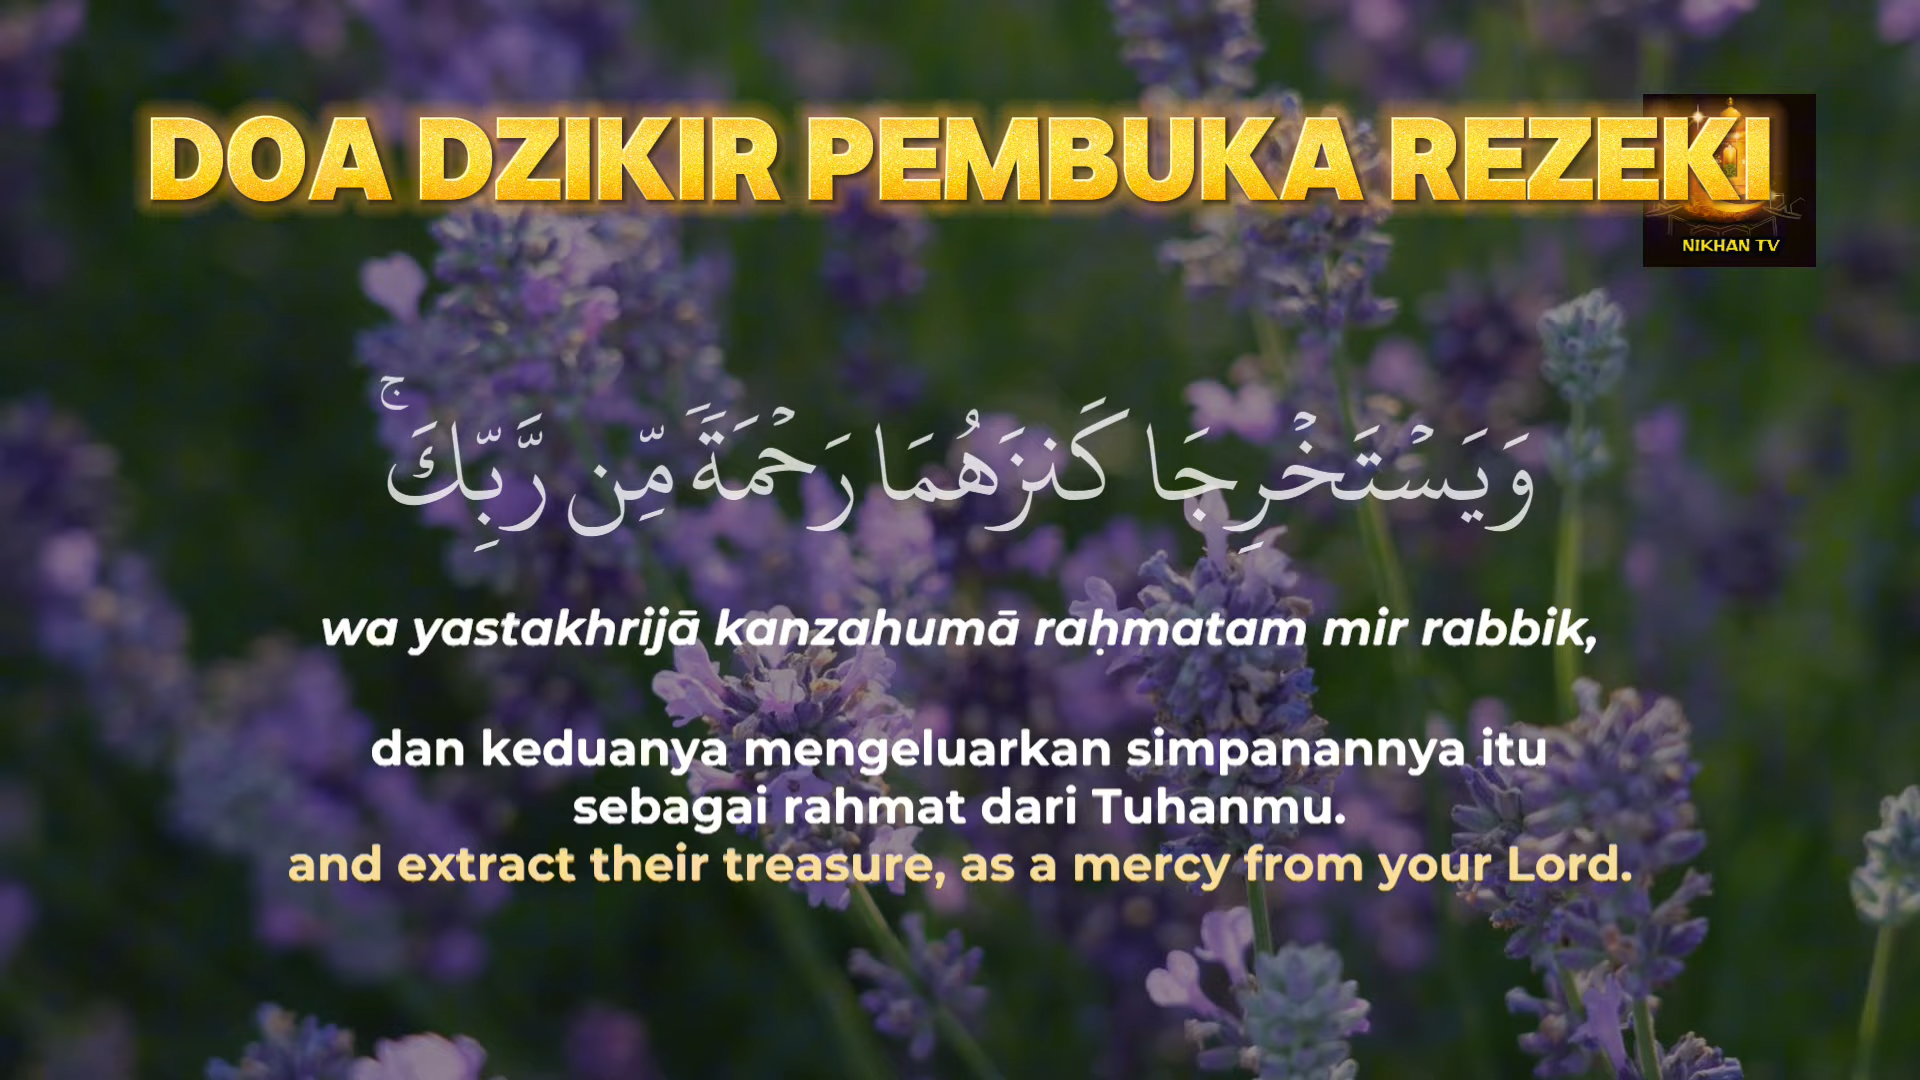 DOA DZIKIR PEMBUKA REZEKI
NIKHAN TV
وَيَسْتَخْرِجَا كَنزَهُمَا رَحْمَةً مِّن رَّبِّكَ ۚ
wa yastakhrijā kanzahumā raḥmatam mir rabbik,
dan keduanya mengeluarkan simpanannya itu
sebagai rahmat dari Tuhanmu.
and extract their treasure, as a mercy from your Lord.